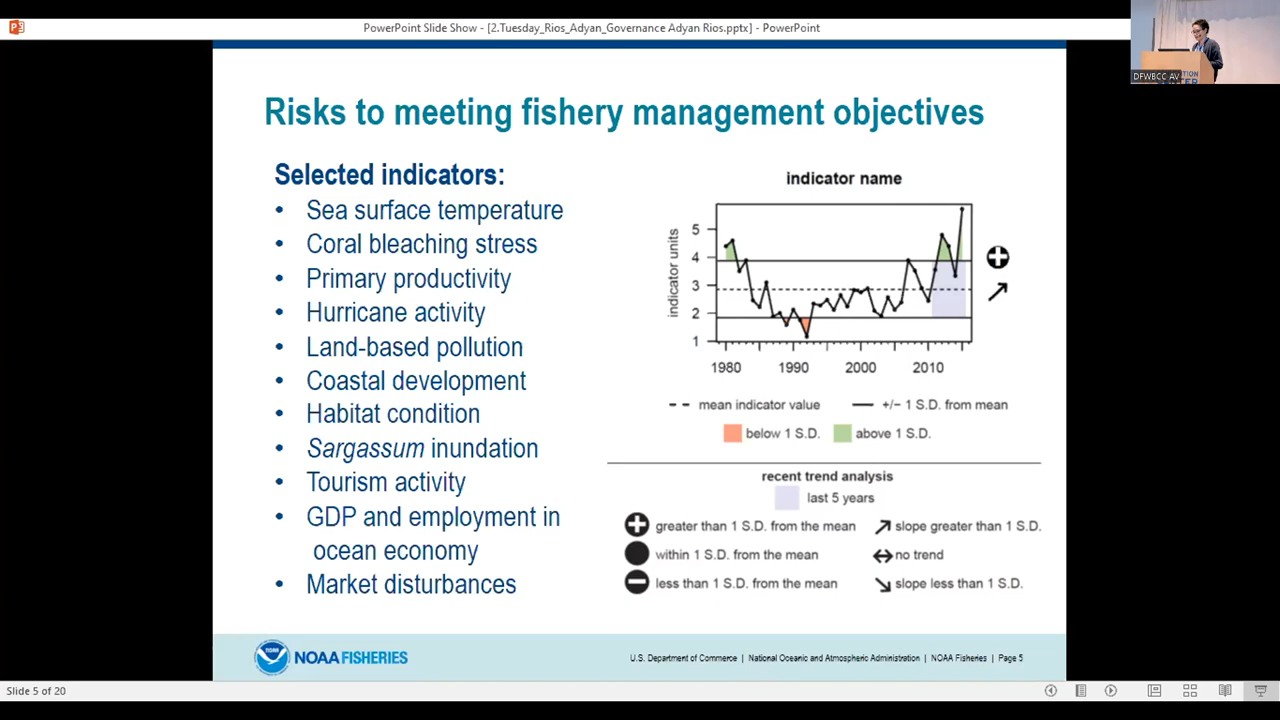 PowerPoint Slide Show - [2.Tuesday_Rios_Adyan_Governance Adyan Rios.pptx] - PowerPoint
DFWBCC AV
Risks to meeting fishery management objectives
Selected indicators:
• Sea surface temperature
• Coral bleaching stress
• Primary productivity
• Hurricane activity
• Land-based pollution
• Coastal development
• Habitat condition
• Sargassum inundation
• Tourism activity
• GDP and employment in
ocean economy
• Market disturbances
indicator name
indicator units
5
4
3
2
1
1980 1990 2000 2010
mean indicator value +/− 1 S.D. from mean
below 1 S.D. above 1 S.D.
recent trend analysis
last 5 years
greater than 1 S.D. from the mean slope greater than 1 S.D.
within 1 S.D. from the mean no trend
less than 1 S.D. from the mean slope less than 1 S.D.
NOAA FISHERIES
U.S. Department of Commerce | National Oceanic and Atmospheric Administration | NOAA Fisheries | Page 5
Slide 5 of 20